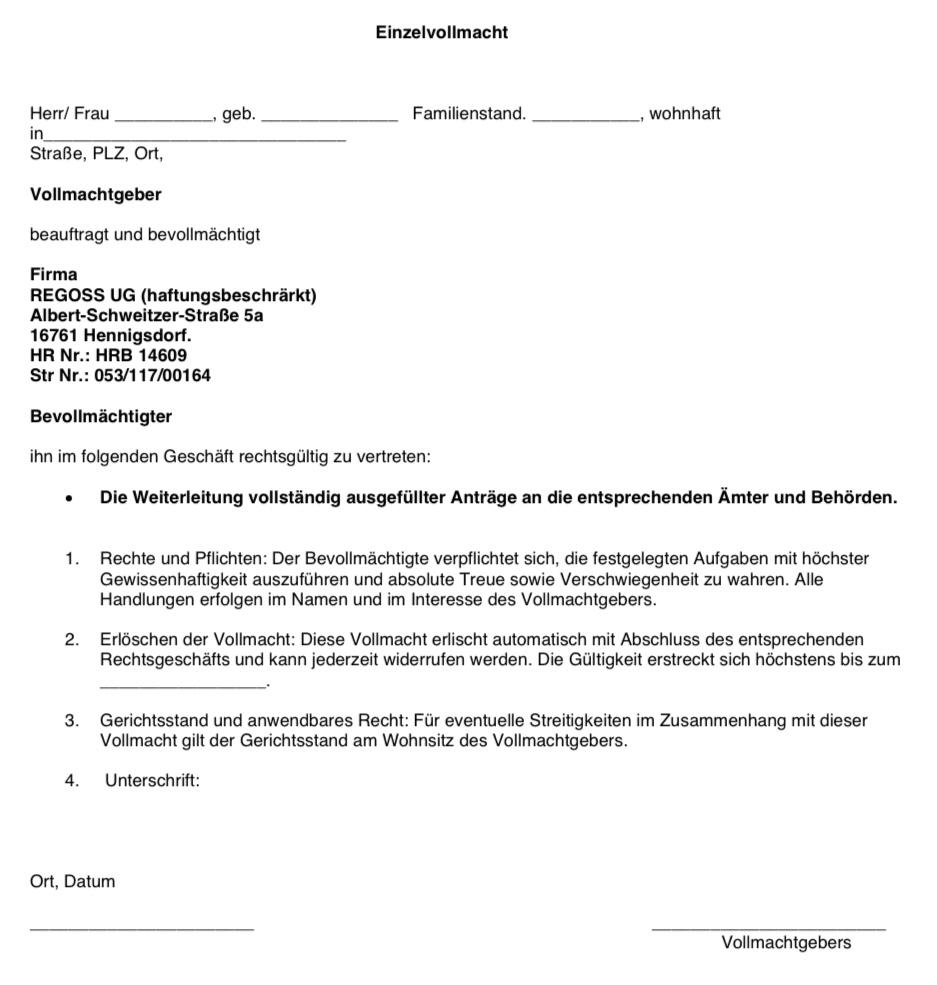 Einzelvollmacht
Herr/ Frau __________, geb. ______________ Familienstand. ___________, wohnhaft
in_______________________________
Straße, PLZ, Ort,
Vollmachtgeber
beauftragt und bevollmächtigt
Firma
REGOSS UG (haftungsbeschrärkt)
Albert-Schweitzer-Straße 5a
16761 Hennigsdorf.
HR Nr.: HRB 14609
Str Nr.: 053/117/00164
Bevollmächtigter
ihn im folgenden Geschäft rechtsgültig zu vertreten:
• Die Weiterleitung vollständig ausgefüllter Anträge an die entsprechenden Ämter und Behörden.
1. Rechte und Pflichten: Der Bevollmächtigte verpflichtet sich, die festgelegten Aufgaben mit höchster
Gewissenhaftigkeit auszuführen und absolute Treue sowie Verschwiegenheit zu wahren. Alle
Handlungen erfolgen im Namen und im Interesse des Vollmachtgebers.
2. Erlöschen der Vollmacht: Diese Vollmacht erlischt automatisch mit Abschluss des entsprechenden
Rechtsgeschäfts und kann jederzeit widerrufen werden. Die Gültigkeit erstreckt sich höchstens bis zum
_________________.
3. Gerichtsstand und anwendbares Recht: Für eventuelle Streitigkeiten im Zusammenhang mit dieser
Vollmacht gilt der Gerichtsstand am Wohnsitz des Vollmachtgebers.
4. Unterschrift:
Ort, Datum
_______________________ ________________________
Vollmachtgebers